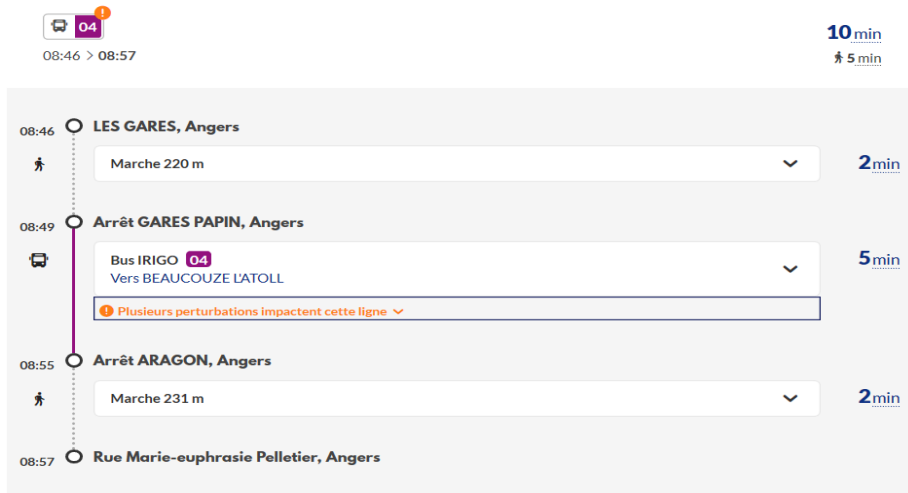 04
10 min
08:46 > 08:57
5 min
08:46
LES GARES, Angers
Marche 220 m
2 min
08:49
Arrêt GARES PAPIN, Angers
Bus IRIGO 04
5 min
Vers BEAUCOUZE L'ATOLL
Plusieurs perturbations impactent cette ligne
08:55
Arrêt ARAGON, Angers
Marche 231 m
2 min
08:57
Rue Marie-euphrasie Pelletier, Angers